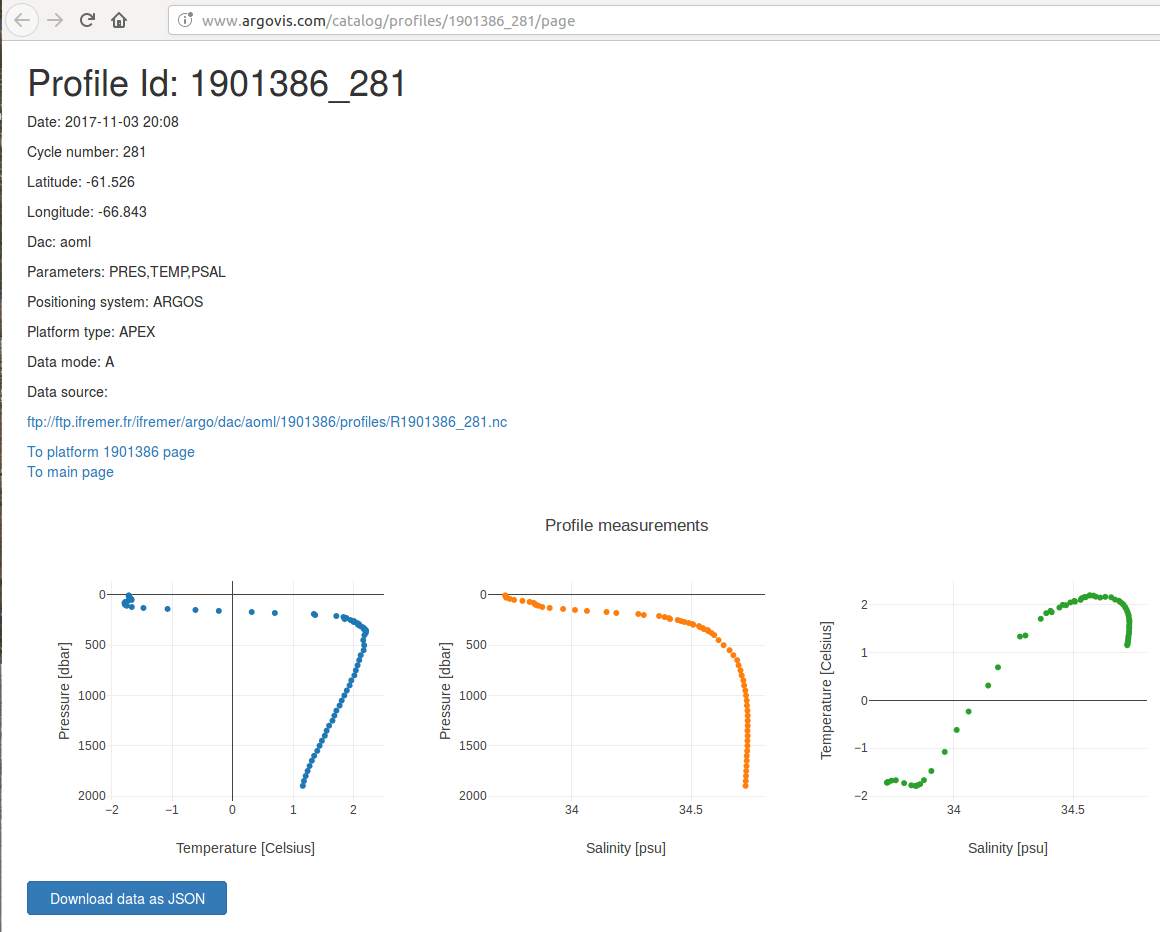 www.argovis.com/catalog/profiles/1901386_281/page
Profile Id: 1901386_281
Date: 2017-11-03 20:08
Cycle number: 281
Latitude: -61.526
Longitude: -66.843
Dac: aoml
Parameters: PRES,TEMP,PSAL
Positioning system: ARGOS
Platform type: APEX
Data mode: A
Data source:
ftp://ftp.ifremer.fr/ifremer/argo/dac/aoml/1901386/profiles/R1901386_281.nc
To platform 1901386 page
To main page
Profile measurements
0
500
1000
1500
2000
−2
−1
0
1
2
Pressure [dbar]
Temperature [Celsius]
0
500
1000
1500
2000
34
34.5
Pressure [dbar]
Salinity [psu]
2
1
0
−1
−2
34
34.5
Temperature [Celsius]
Salinity [psu]
Download data as JSON